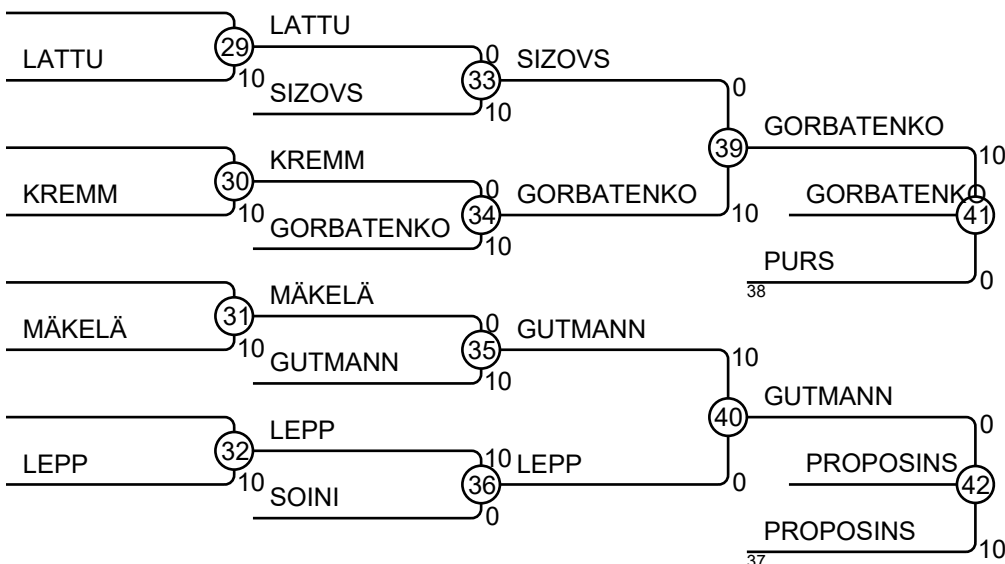 LATTU
29
10
LATTU
0
33
SIZOVS
10
SIZOVS
0
KREMM
30
10
KREMM
0
34
GORBATENKO
10
GORBATENKO
39
10
GORBATENKO
10
GORBATENKO
41
PURS
38
0
MÄKELÄ
31
10
MÄKELÄ
0
35
GUTMANN
10
GUTMANN
10
LEPP
32
10
LEPP
10
36
SOINI
0
LEPP
40
0
GUTMANN
0
PROPOSINS
42
PROPOSINS
37
10